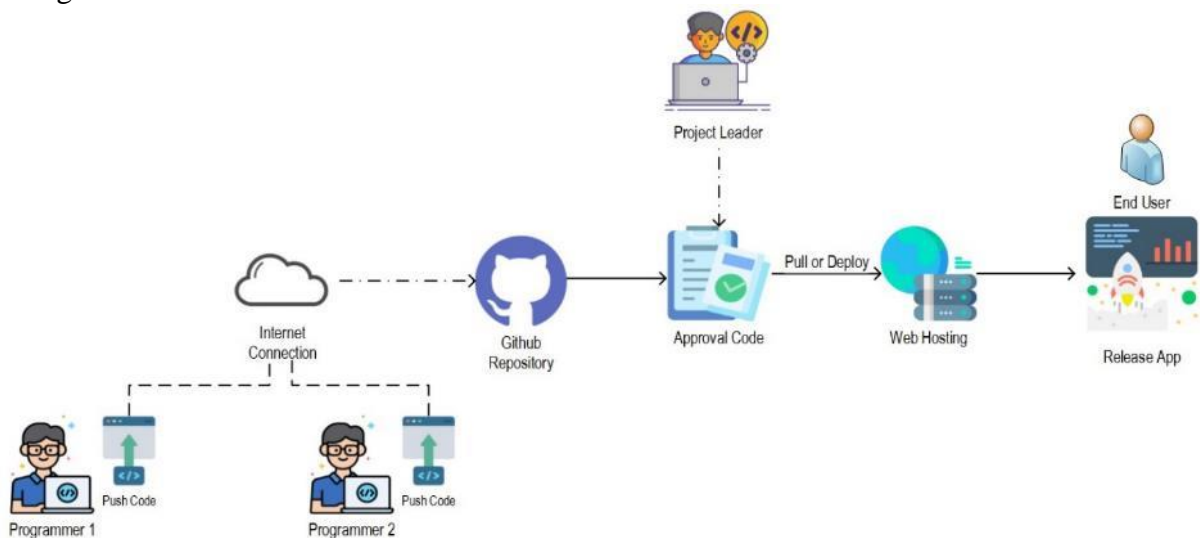 Project Leader
End User
Pull or Deploy
Internet
Connection
Github
Repository
Approval Code
Web Hosting
Release App
Push Code
Push Code
Programmer 1
Programmer 2